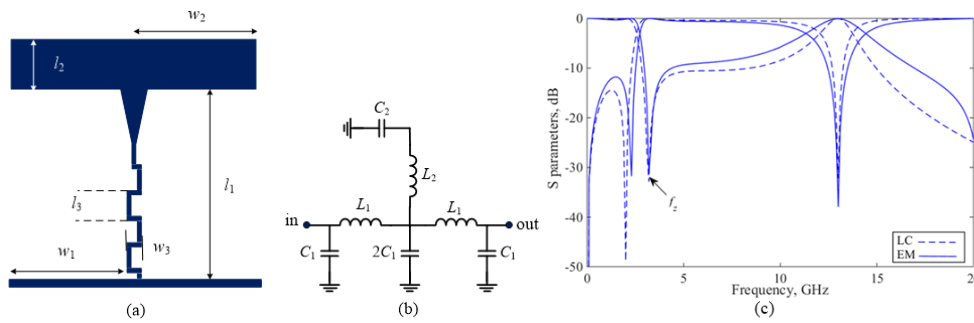 w2
l2
l3
l1
w1
w3
(a)
C2
L2
L1
L1
in
out
C1
2C1
C1
(b)
S parameters, dB
0
-10
-20
-30
-40
-50
fz
LC
EM
0
5
10
15
20
Frequency, GHz
(c)